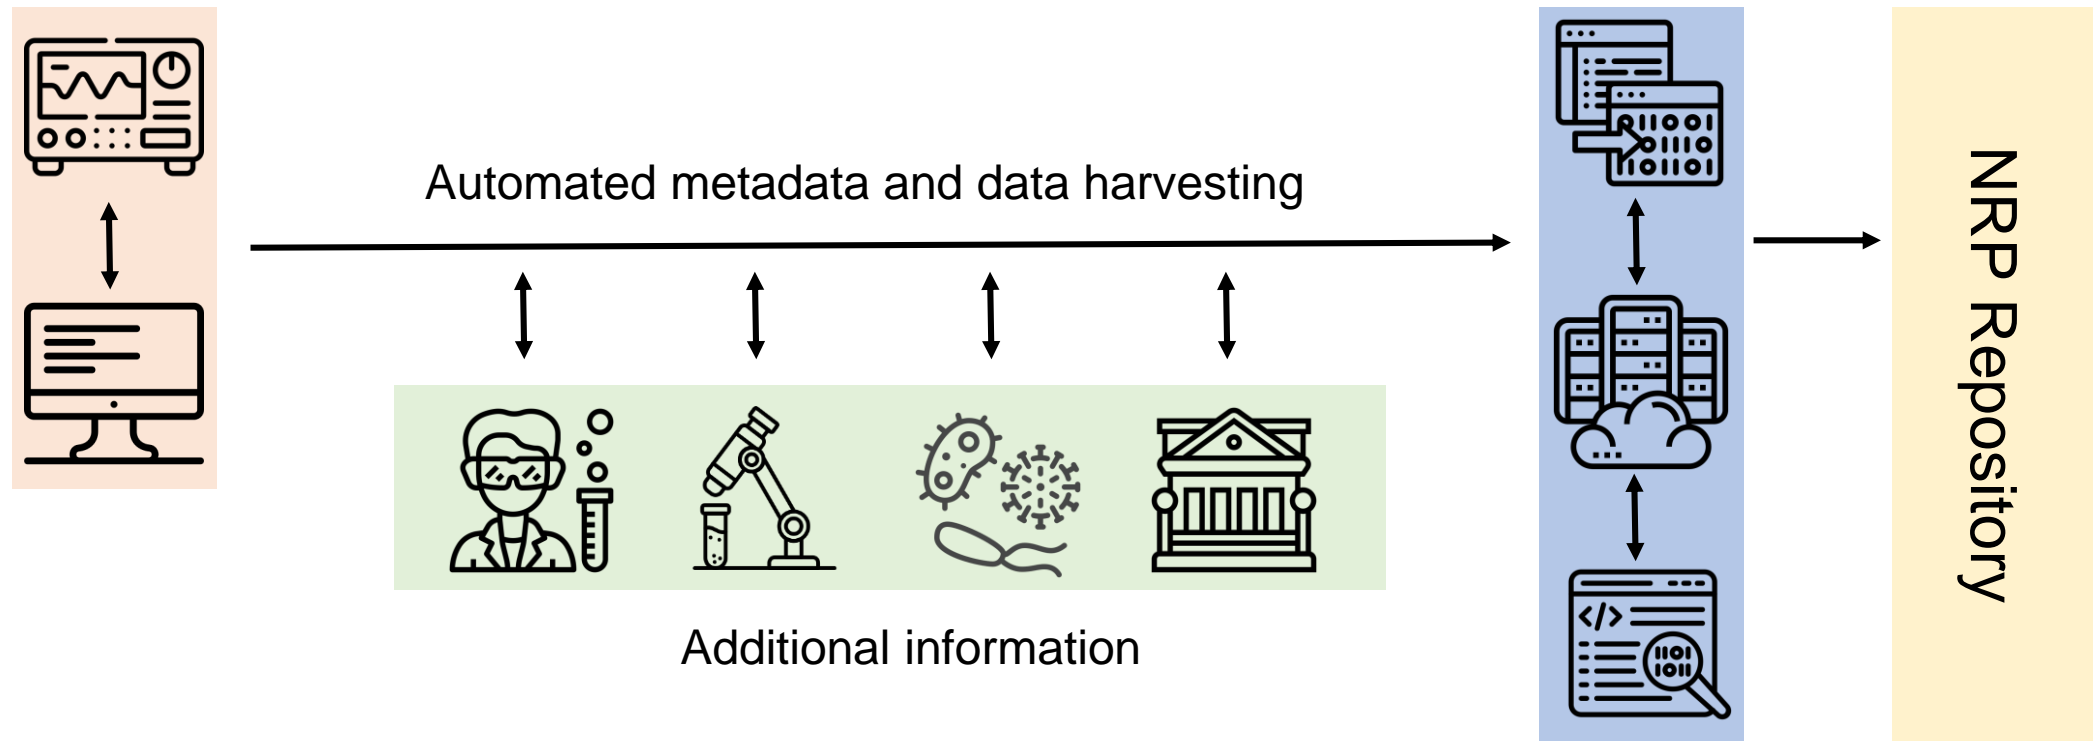 Automated metadata and data harvesting
Additional information
NRP Repository